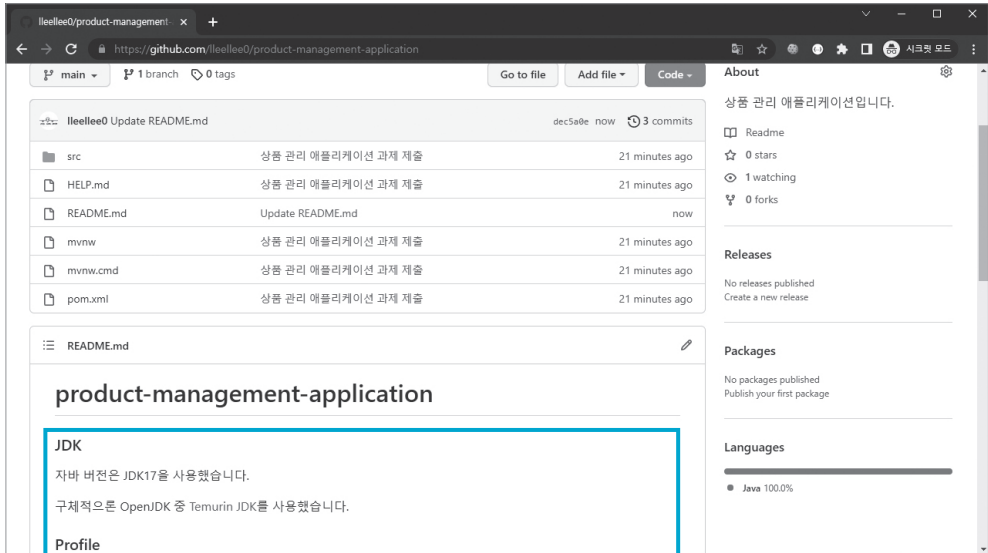 lleellee0/product-management-
https://github.com/lleellee0/product-management-application
시크릿 모드
main
1 branch
0 tags
Go to file
Add file
Code
lleellee0 Update README.md
dec5a0e now
3 commits
src 상품 관리 애플리케이션 과제 제출 21 minutes ago
HELP.md 상품 관리 애플리케이션 과제 제출 21 minutes ago
README.md Update README.md now
mvnw 상품 관리 애플리케이션 과제 제출 21 minutes ago
mvnw.cmd 상품 관리 애플리케이션 과제 제출 21 minutes ago
pom.xml 상품 관리 애플리케이션 과제 제출 21 minutes ago
README.md
product-management-application
JDK
자바 버전은 JDK17을 사용했습니다.
구체적으론 OpenJDK 중 Temurin JDK를 사용했습니다.
Profile
About
상품 관리 애플리케이션입니다.
Readme
0 stars
1 watching
0 forks
Releases
No releases published
Create a new release
Packages
No packages published
Publish your first package
Languages
Java 100.0%